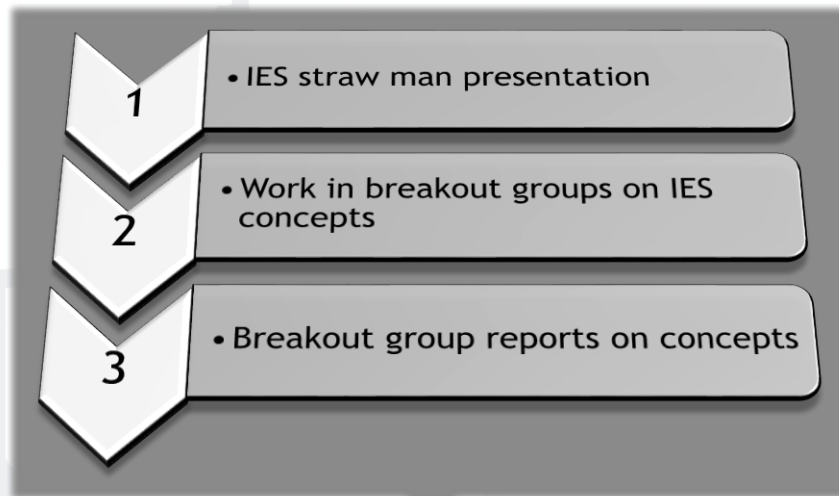 1
• IES straw man presentation
2
• Work in breakout groups on IES
concepts
3
• Breakout group reports on concepts